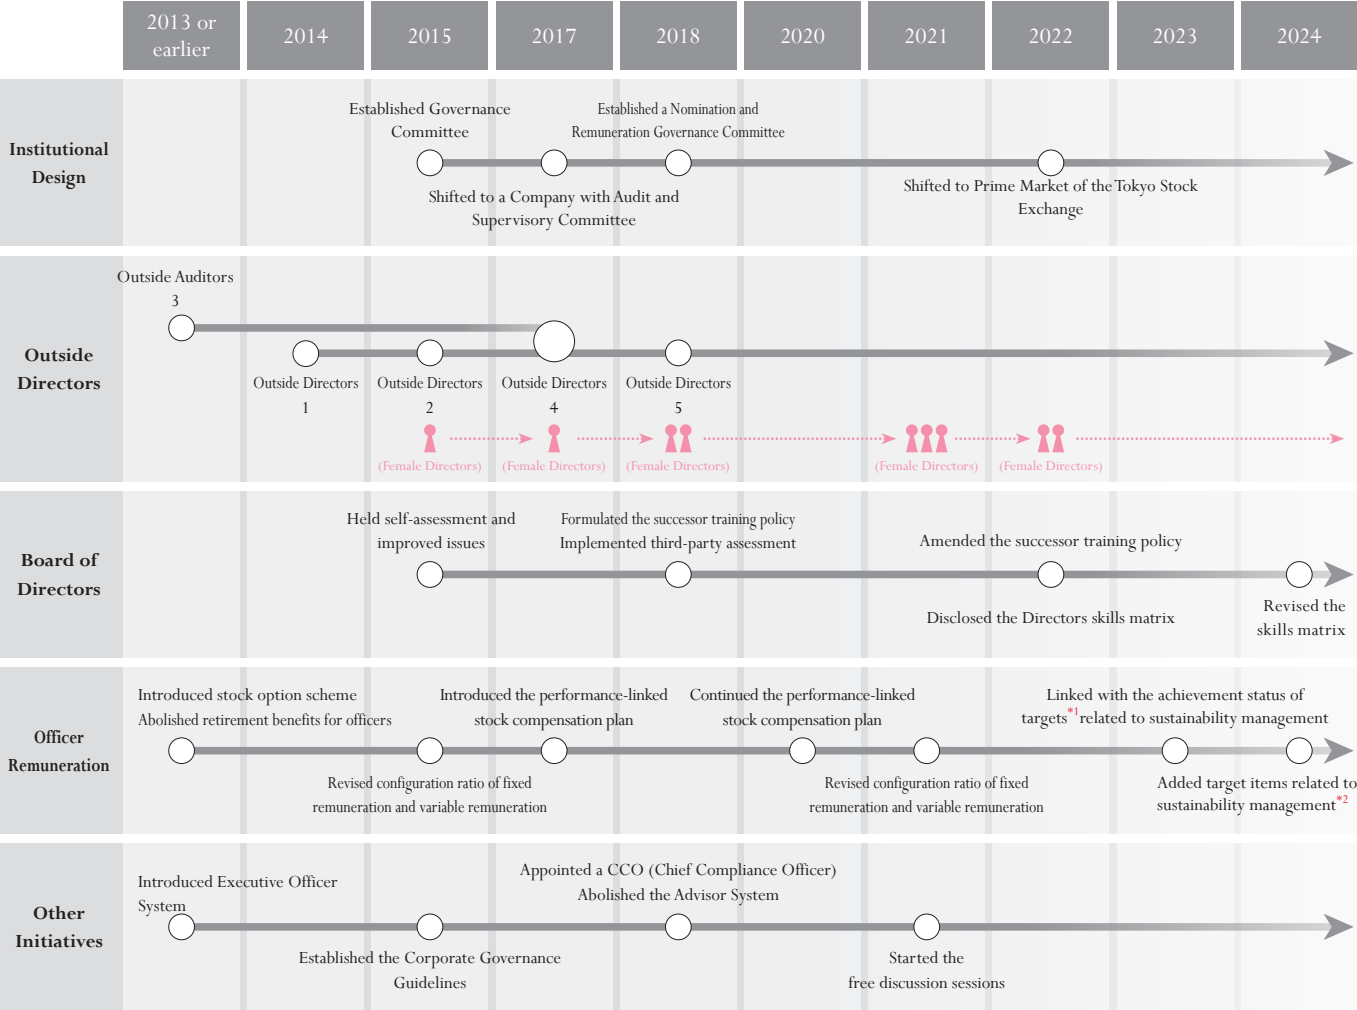 2013 or
earlier
2014
2015
2017
2018
2020
2021
2022
2023
2024
Institutional
Design
Established Governance
Committee
Established a Nomination and
Remuneration Governance Committee
Shifted to a Company with Audit and
Supervisory Committee
Shifted to Prime Market of the Tokyo Stock
Exchange
Outside
Directors
Outside Auditors
3
Outside Directors
1
Outside Directors
2
Outside Directors
4
Outside Directors
5
(Female Directors)
(Female Directors)
(Female Directors)
(Female Directors)
(Female Directors)
Board of
Directors
Held self-assessment and
improved issues
Formulated the successor training policy
Implemented third-party assessment
Amended the successor training policy
Disclosed the Directors skills matrix
Revised the
skills matrix
Officer
Remuneration
Introduced stock option scheme
Abolished retirement benefits for officers
Introduced the performance-linked
stock compensation plan
Continued the performance-linked
stock compensation plan
Linked with the achievement status of
targets*1 related to sustainability management
Revised configuration ratio of fixed
remuneration and variable remuneration
Revised configuration ratio of fixed
remuneration and variable remuneration
Added target items related to
sustainability management*2
Other
Initiatives
Introduced Executive Officer
System
Appointed a CCO (Chief Compliance Officer)
Abolished the Advisor System
Established the Corporate Governance
Guidelines
Started the
free discussion sessions